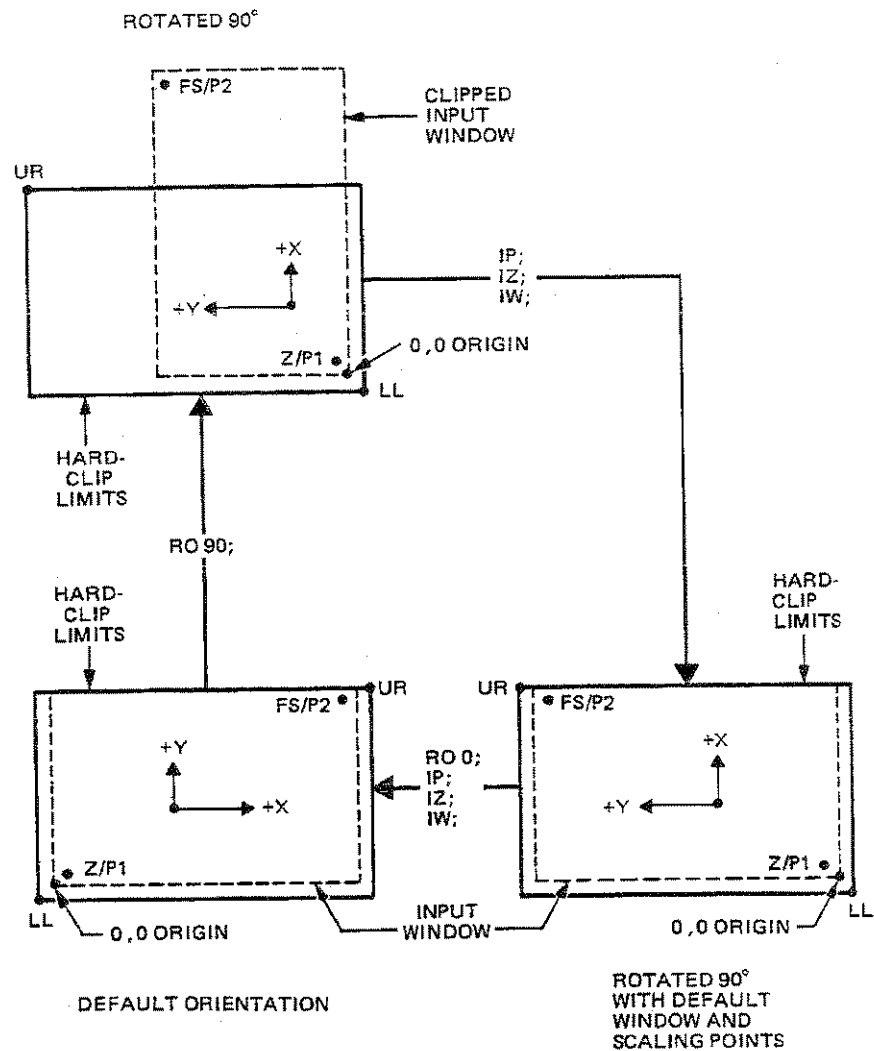 ROTATED 90°
FS/P2
CLIPPED
INPUT
WINDOW
UR
+X
+Y
IP;
IZ;
IW;
Z/P1
0,0 ORIGIN
LL
HARD-
CLIP
LIMITS
RO 90;
HARD-
CLIP
LIMITS
HARD-
CLIP
LIMITS
UR
FS/P2
+Y
+X
Z/P1
LL
0,0 ORIGIN
RO 0;
IP;
IZ;
IW;
UR
FS/P2
+X
+Y
Z/P1
LL
0,0 ORIGIN
INPUT
WINDOW
DEFAULT ORIENTATION
ROTATED 90°
WITH DEFAULT
WINDOW AND
SCALING POINTS